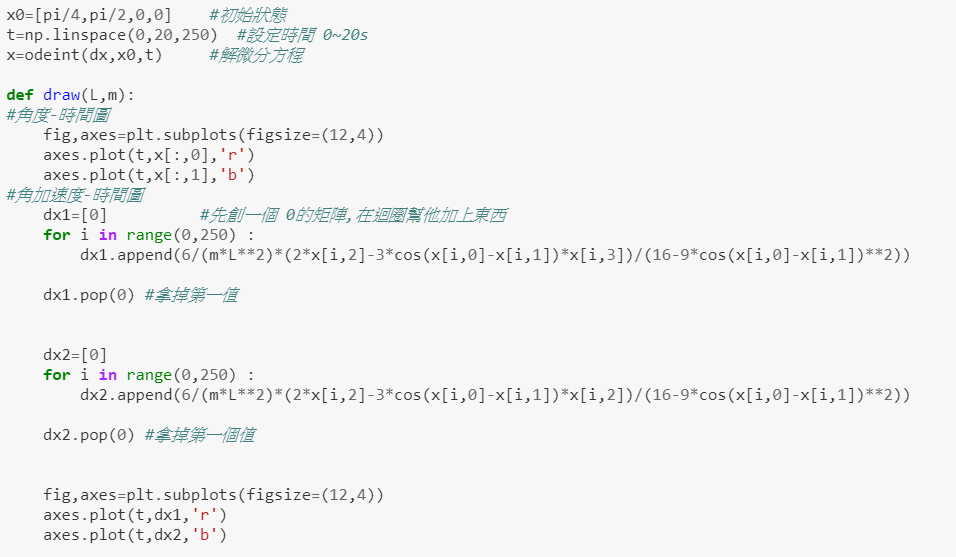 x0=[pi/4,pi/2,0,0]    #初始狀態
t=np.linspace(0,20,250)  #設定時間 0~20s
x=odeint(dx,x0,t)     #解微分方程
def draw(L,m):
#角度-時間圖
    fig,axes=plt.subplots(figsize=(12,4))
    axes.plot(t,x[:,0],'r')
    axes.plot(t,x[:,1],'b')
#角加速度-時間圖
    dx1=[0]          #先創一個 0的矩陣,在迴圈幫他加上東西
    for i in range(0,250) :
        dx1.append(6/(m*L**2)*(2*x[i,2]-3*cos(x[i,0]-x[i,1])*x[i,3])/(16-9*cos(x[i,0]-x[i,1])**2))
    dx1.pop(0) #拿掉第一值
    dx2=[0]
    for i in range(0,250) :
        dx2.append(6/(m*L**2)*(2*x[i,2]-3*cos(x[i,0]-x[i,1])*x[i,2])/(16-9*cos(x[i,0]-x[i,1])**2))
    dx2.pop(0) #拿掉第一個值
    fig,axes=plt.subplots(figsize=(12,4))
    axes.plot(t,dx1,'r')
    axes.plot(t,dx2,'b')